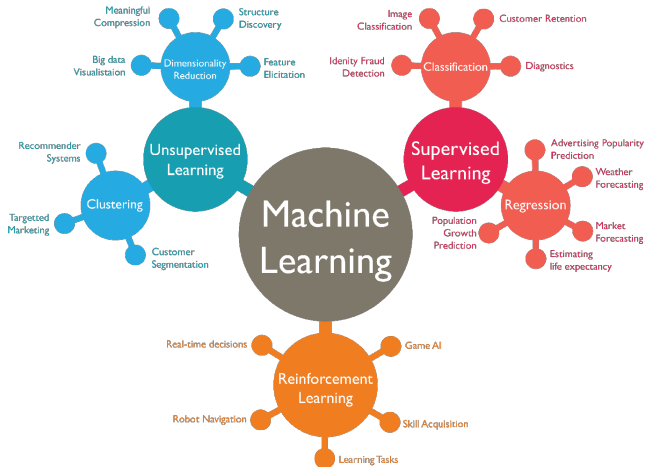 Meaningful
Compression
Structure
Discovery
Big data
Visualistaion
Dimensionality
Reduction
Feature
Elicitation
Unsupervised
Learning
Recommender
Systems
Clustering
Targetted
Marketing
Customer
Segmentation
Image
Classification
Customer Retention
Idenity Fraud
Detection
Classification
Diagnostics
Supervised
Learning
Advertising Popularity
Prediction
Weather
Forecasting
Regression
Population
Growth
Prediction
Market
Forecasting
Estimating
life expectancy
Machine
Learning
Real-time decisions
Game AI
Reinforcement
Learning
Robot Navigation
Skill Acquisition
Learning Tasks